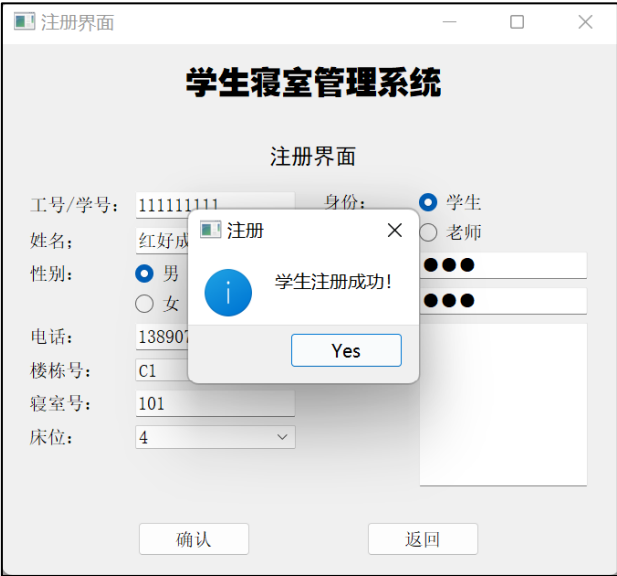 注册界面
学生寝室管理系统
注册界面
工号/学号: 111111111 身份: 学生
姓名; 红好 老师
性别: 男
女
电话: 13890
楼栋号: C1
寝室号: 101
床位: 4
注册
学生注册成功!
Yes
确认 返回